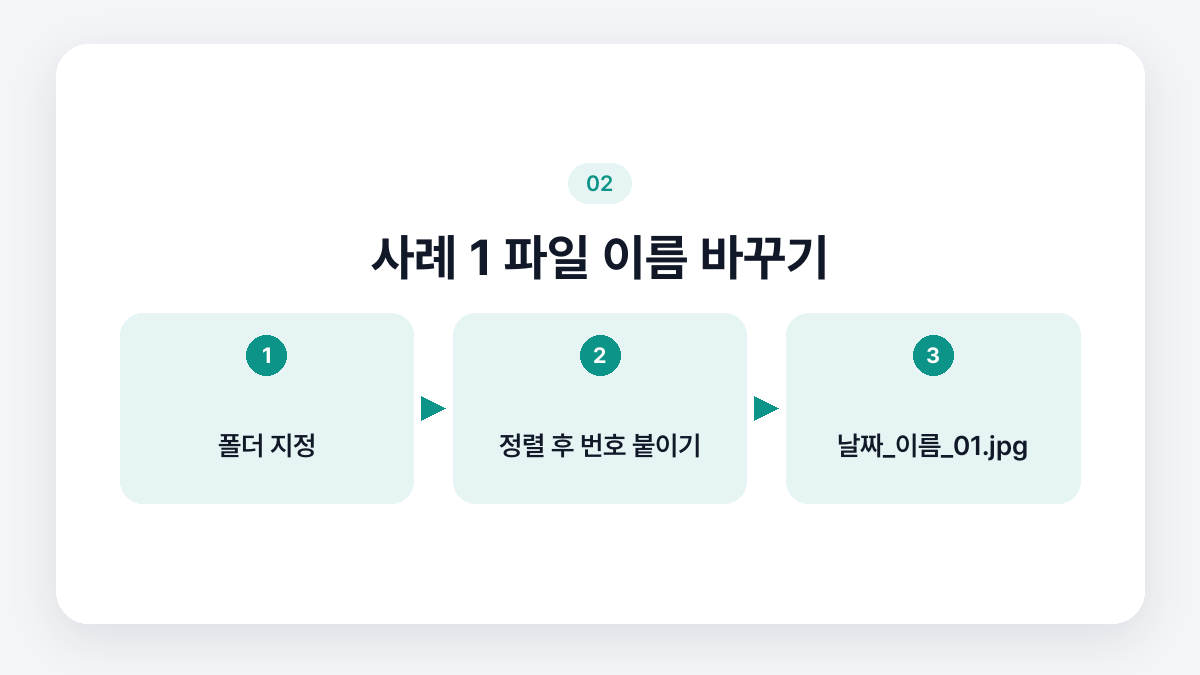 02
사례 1 파일 이름 바꾸기
1
폴더 지정
2
정렬 후 번호 붙이기
3
날짜_이름_01.jpg